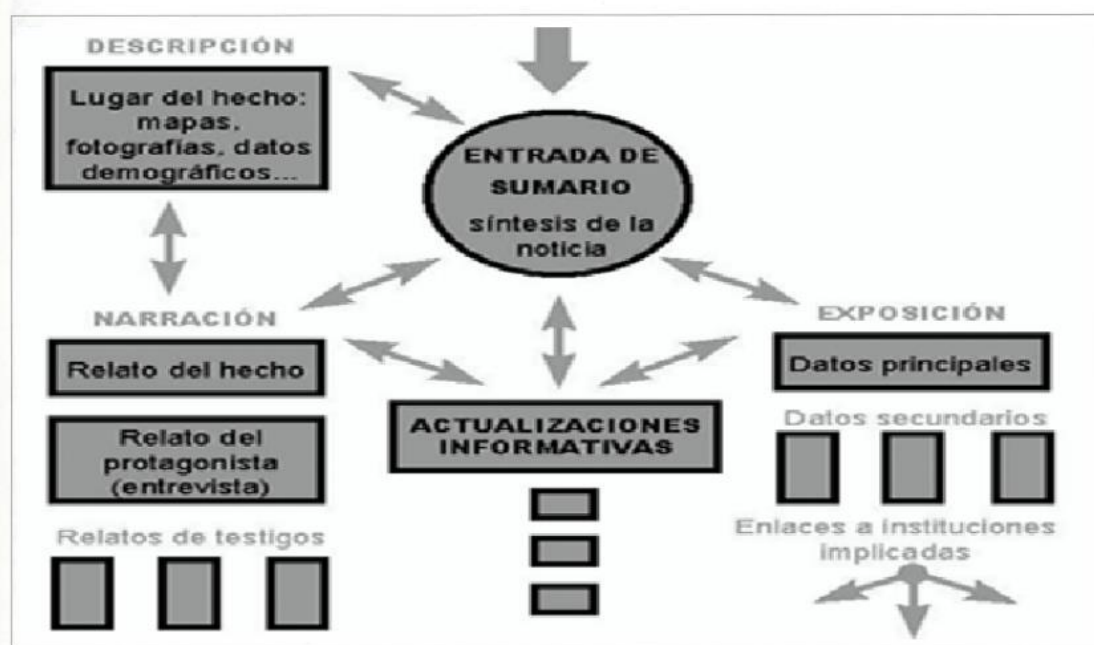 DESCRIPCIÓN
Lugar del hecho:
mapas,
fotografías, datos
demográficos...
ENTRADA DE
SUMARIO
síntesis de la
noticia
NARRACIÓN
Relato del hecho
Relato del
protagonista
(entrevista)
Relatos de testigos
ACTUALIZACIONES
INFORMATIVAS
EXPOSICIÓN
Datos principales
Datos secundarios
Enlaces a instituciones
implicadas